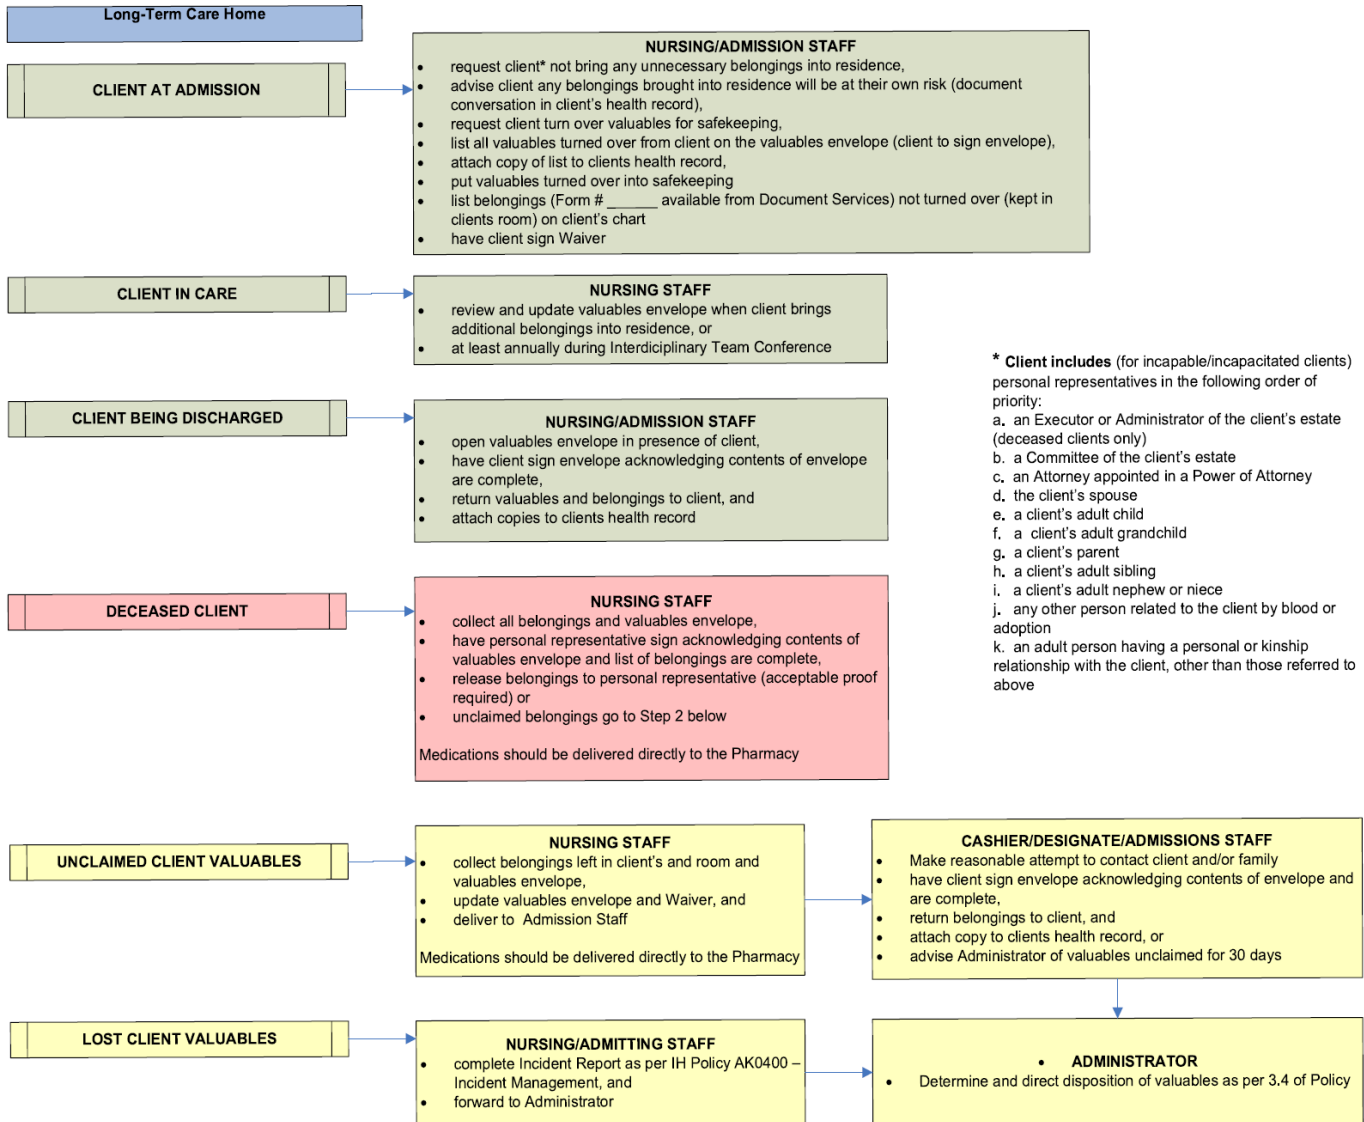 Long-Term Care Home
CLIENT AT ADMISSION
NURSING/ADMISSION STAFF
• request client* not bring any unnecessary belongings into residence,
• advise client any belongings brought into residence will be at their own risk (document
conversation in client's health record),
• request client turn over valuables for safekeeping,
• list all valuables turned over from client on the valuables envelope (client to sign envelope),
• attach copy of list to clients health record,
• put valuables turned over into safekeeping
• list belongings (Form # ______ available from Document Services) not turned over (kept in
clients room) on client's chart
• have client sign Waiver
CLIENT IN CARE
NURSING STAFF
• review and update valuables envelope when client brings
additional belongings into residence, or
• at least annually during Interdiciplinary Team Conference
CLIENT BEING DISCHARGED
NURSING/ADMISSION STAFF
• open valuables envelope in presence of client,
• have client sign envelope acknowledging contents of envelope
are complete,
• return valuables and belongings to client, and
• attach copies to clients health record
* Client includes (for incapable/incapacitated clients)
personal representatives in the following order of
priority:
a. an Executor or Administrator of the client's estate
(deceased clients only)
b. a Committee of the client's estate
c. an Attorney appointed in a Power of Attorney
d. the client's spouse
e. a client's adult child
f. a client's adult grandchild
g. a client's parent
h. a client's adult sibling
i. a client's adult nephew or niece
j. any other person related to the client by blood or
adoption
k. an adult person having a personal or kinship
relationship with the client, other than those referred to
above
DECEASED CLIENT
NURSING STAFF
• collect all belongings and valuables envelope,
• have personal representative sign acknowledging contents of
valuables envelope and list of belongings are complete,
• release belongings to personal representative (acceptable proof
required) or
• unclaimed belongings go to Step 2 below
Medications should be delivered directly to the Pharmacy
UNCLAIMED CLIENT VALUABLES
NURSING STAFF
• collect belongings left in client's and room and
valuables envelope,
• update valuables envelope and Waiver, and
• deliver to Admission Staff
Medications should be delivered directly to the Pharmacy
CASHIER/DESIGNATE/ADMISSIONS STAFF
• Make reasonable attempt to contact client and/or family
• have client sign envelope acknowledging contents of envelope and
are complete,
• return belongings to client, and
• attach copy to clients health record, or
• advise Administrator of valuables unclaimed for 30 days
LOST CLIENT VALUABLES
NURSING/ADMITTING STAFF
• complete Incident Report as per IH Policy AK0400 –
Incident Management, and
• forward to Administrator
• ADMINISTRATOR
• Determine and direct disposition of valuables as per 3.4 of Policy